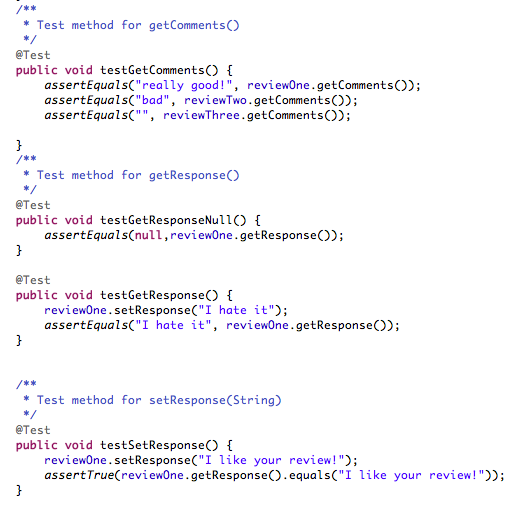 /**
 * Test method for getComments()
 */
@Test
public void testGetComments() {
    assertEquals("really good!", reviewOne.getComments());
    assertEquals("bad", reviewTwo.getComments());
    assertEquals("", reviewThree.getComments());
}
/**
 * Test method for getResponse()
 */
@Test
public void testGetResponseNull() {
    assertEquals(null,reviewOne.getResponse());
}
@Test
public void testGetResponse() {
    reviewOne.setResponse("I hate it");
    assertEquals("I hate it", reviewOne.getResponse());
}
/**
 * Test method for setResponse(String)
 */
@Test
public void testSetResponse() {
    reviewOne.setResponse("I like your review!");
    assertTrue(reviewOne.getResponse().equals("I like your review!"));
}